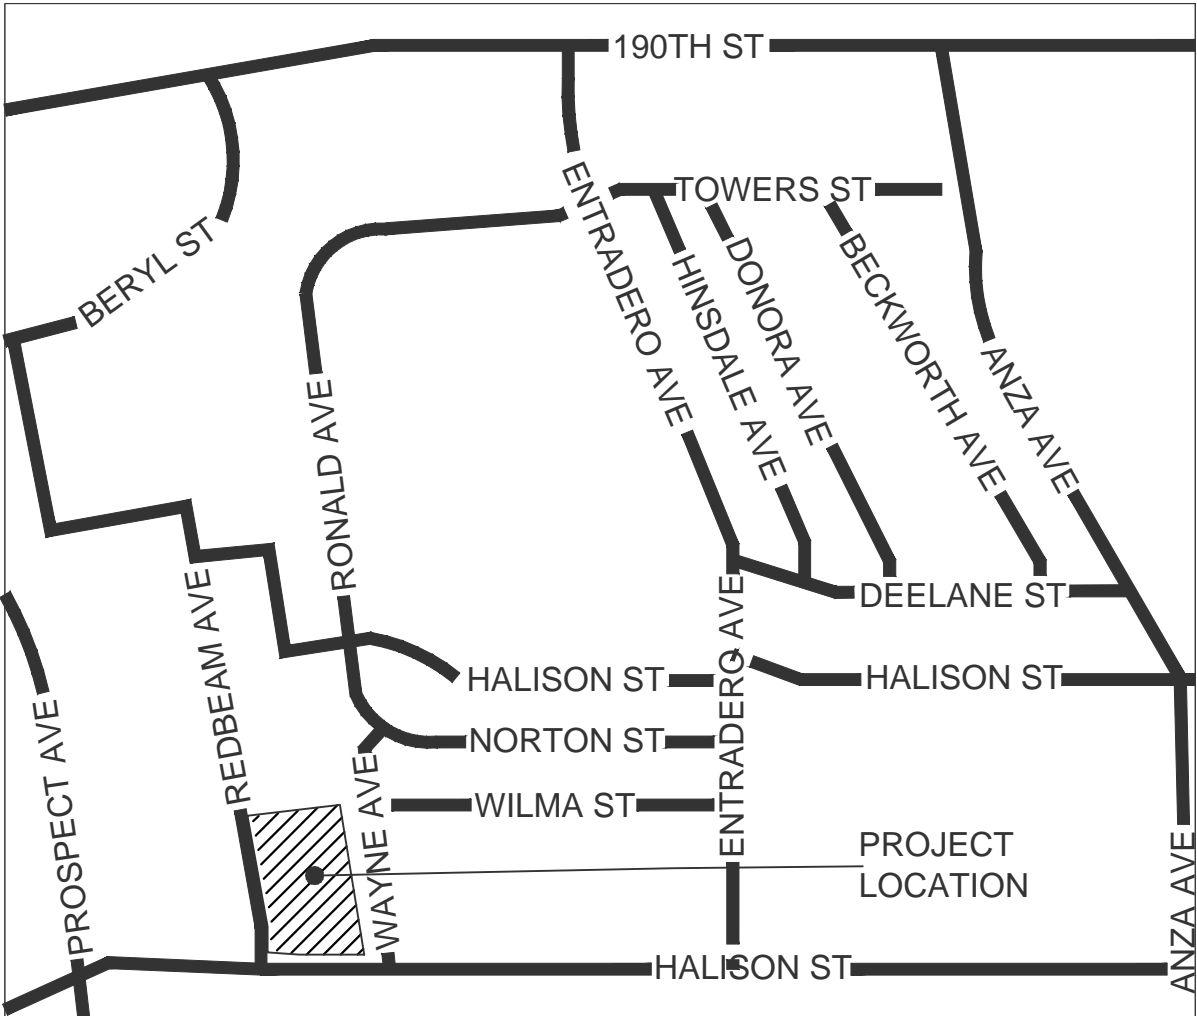 190TH ST
TOWERS ST
BERYL ST
ENTRADERO AVE
HINSDALE AVE
DONORA AVE
BECKWORTH AVE
ANZA AVE
RONALD AVE
DEELANE ST
REDBEAM AVE
ENTRADERO AVE
HALISON ST
HALISON ST
PROSPECT AVE
NORTON ST
WAYNE AVE
WILMA ST
PROJECT
LOCATION
ANZA AVE
HALISON ST